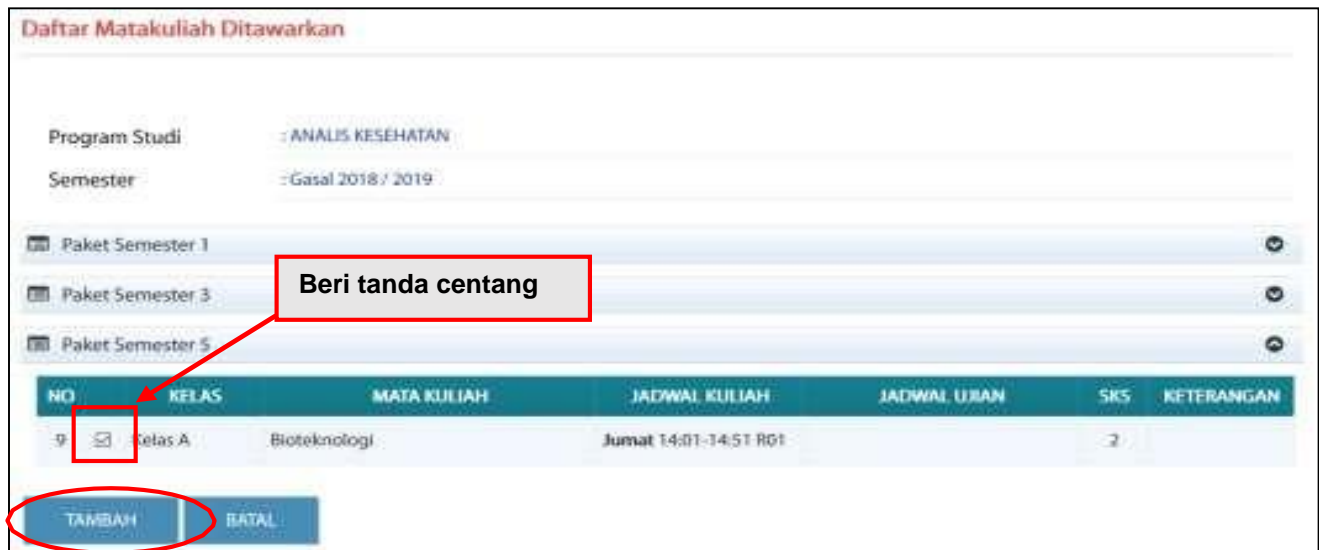 Daftar Matakuliah Ditawarkan
Program Studi : ANALIS KESEHATAN
Semester : Gasal 2018 / 2019
Paket Semester 1
Beri tanda centang
Paket Semester 3
Paket Semester 5
NO KELAS MATA KULIAH JADWAL KULIAH JADWAL UJIAN SKS KETERANGAN
9 Kelas A Bioteknologi Jumat 14:01-14:51 R01 2
TAMBAH BATAL